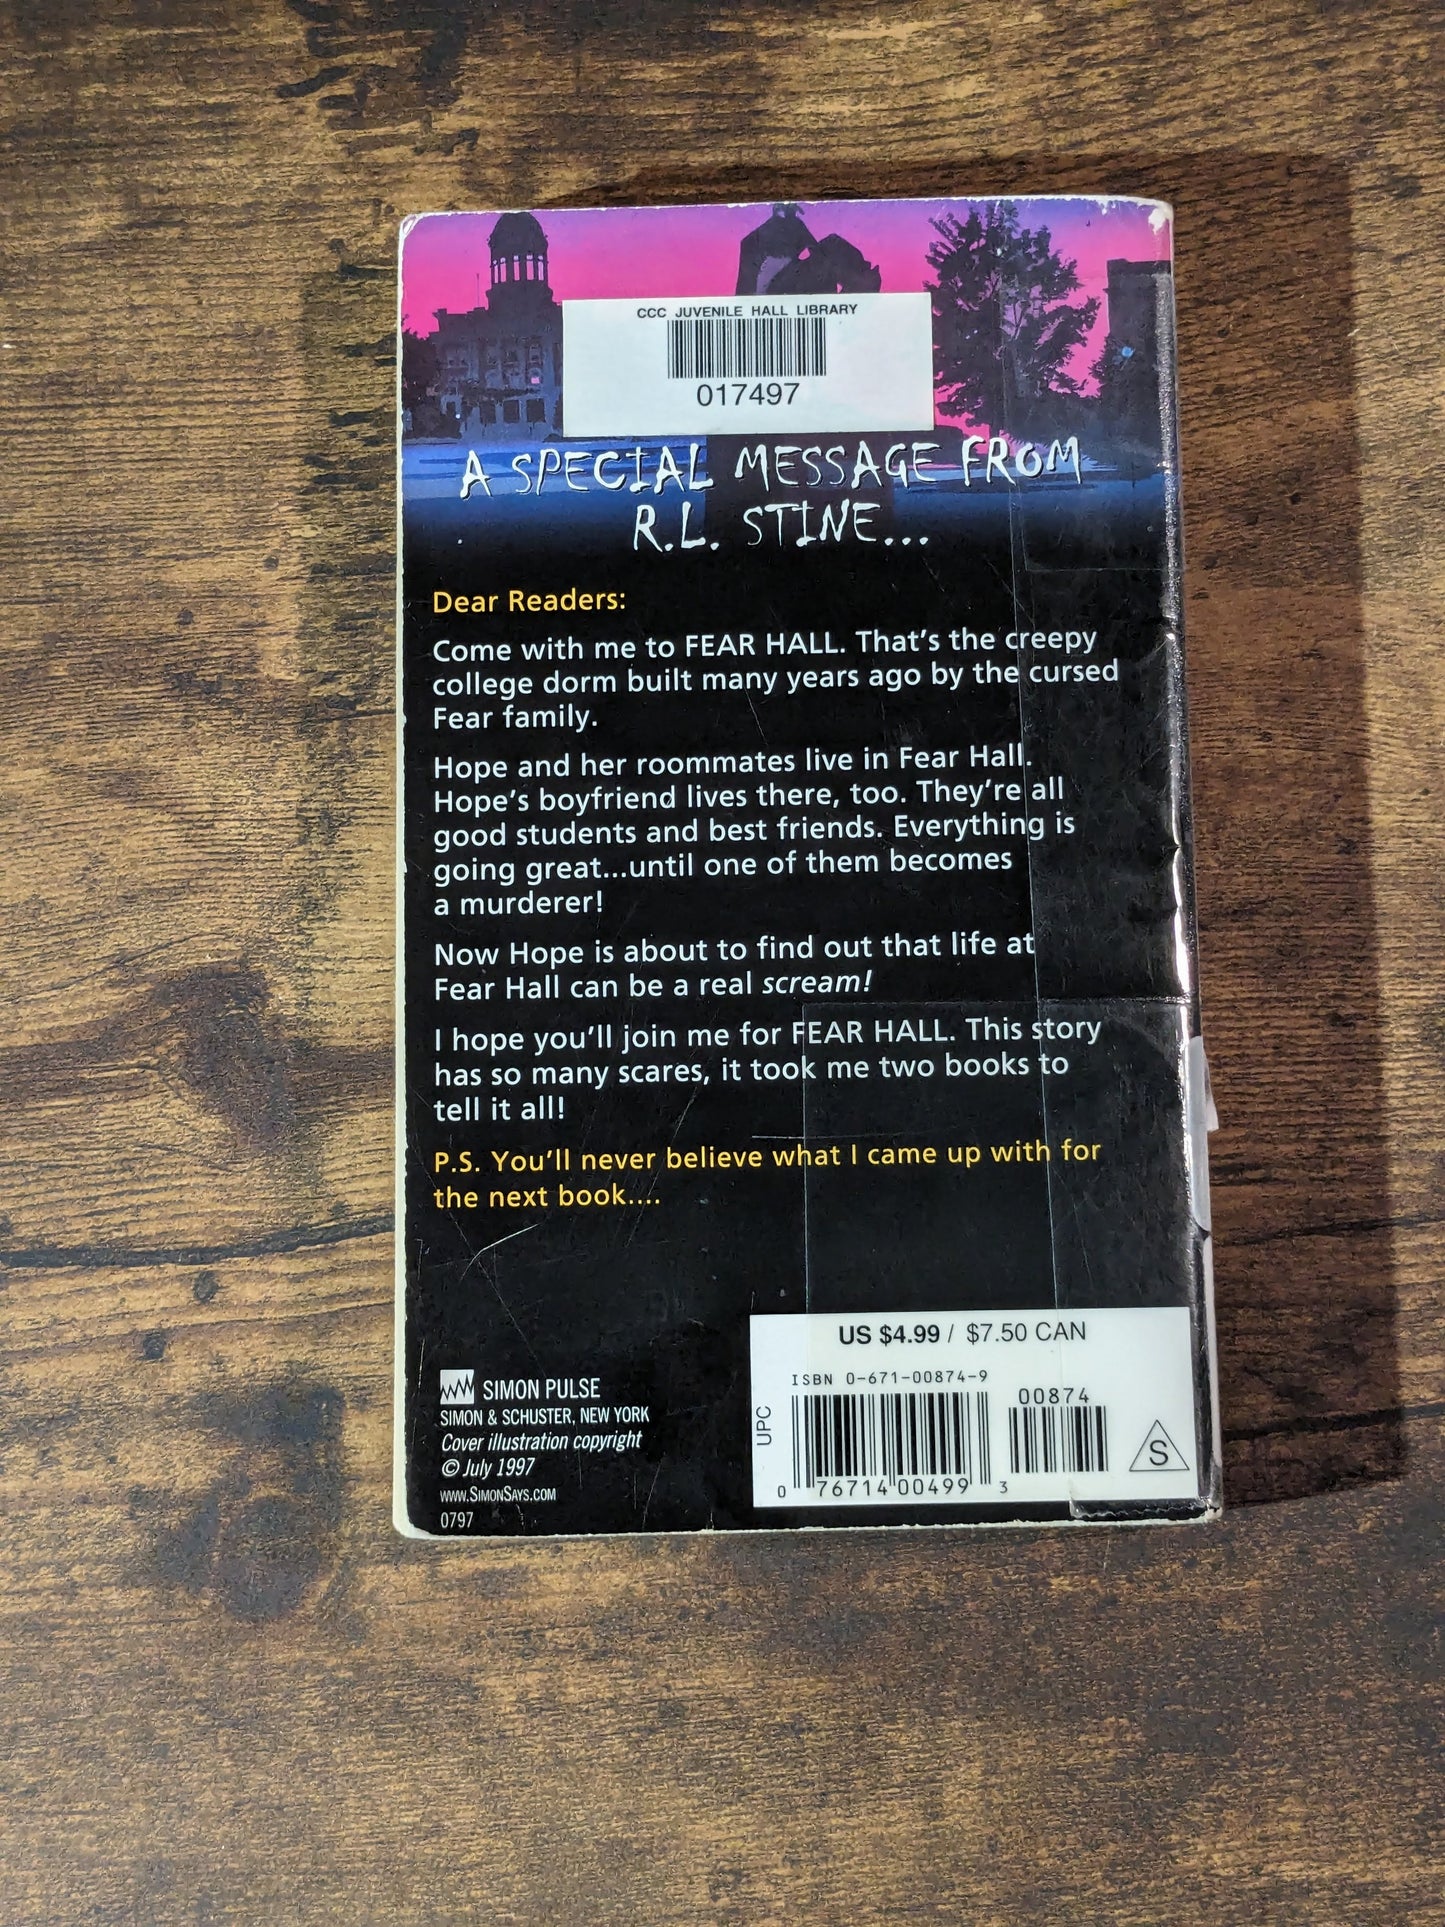 CCC JUVENILE HALL LIBRARY
017497
A SPECIAL MESSAGE FROM
R.L. STINE...
Dear Readers:
Come with me to FEAR HALL. That's the creepy
college dorm built many years ago by the cursed
Fear family.
Hope and her roommates live in Fear Hall.
Hope's boyfriend lives there, too. They're all
good students and best friends. Everything is
going great...until one of them becomes
a murderer!
Now Hope is about to find out that life at
Fear Hall can be a real scream!
I hope you'll join me for FEAR HALL. This story
has so many scares, it took me two books to
tell it all!
P.S. You'll never believe what I came up with for
the next book....
SIMON PULSE
SIMON & SCHUSTER, NEW YORK
Cover illustration copyright
© July 1997
WWW.SIMONSAYS.COM
0797
US $4.99 / $7.50 CAN
ISBN 0-671-00874-9
00874
UPC
S
0 76714 00499 3